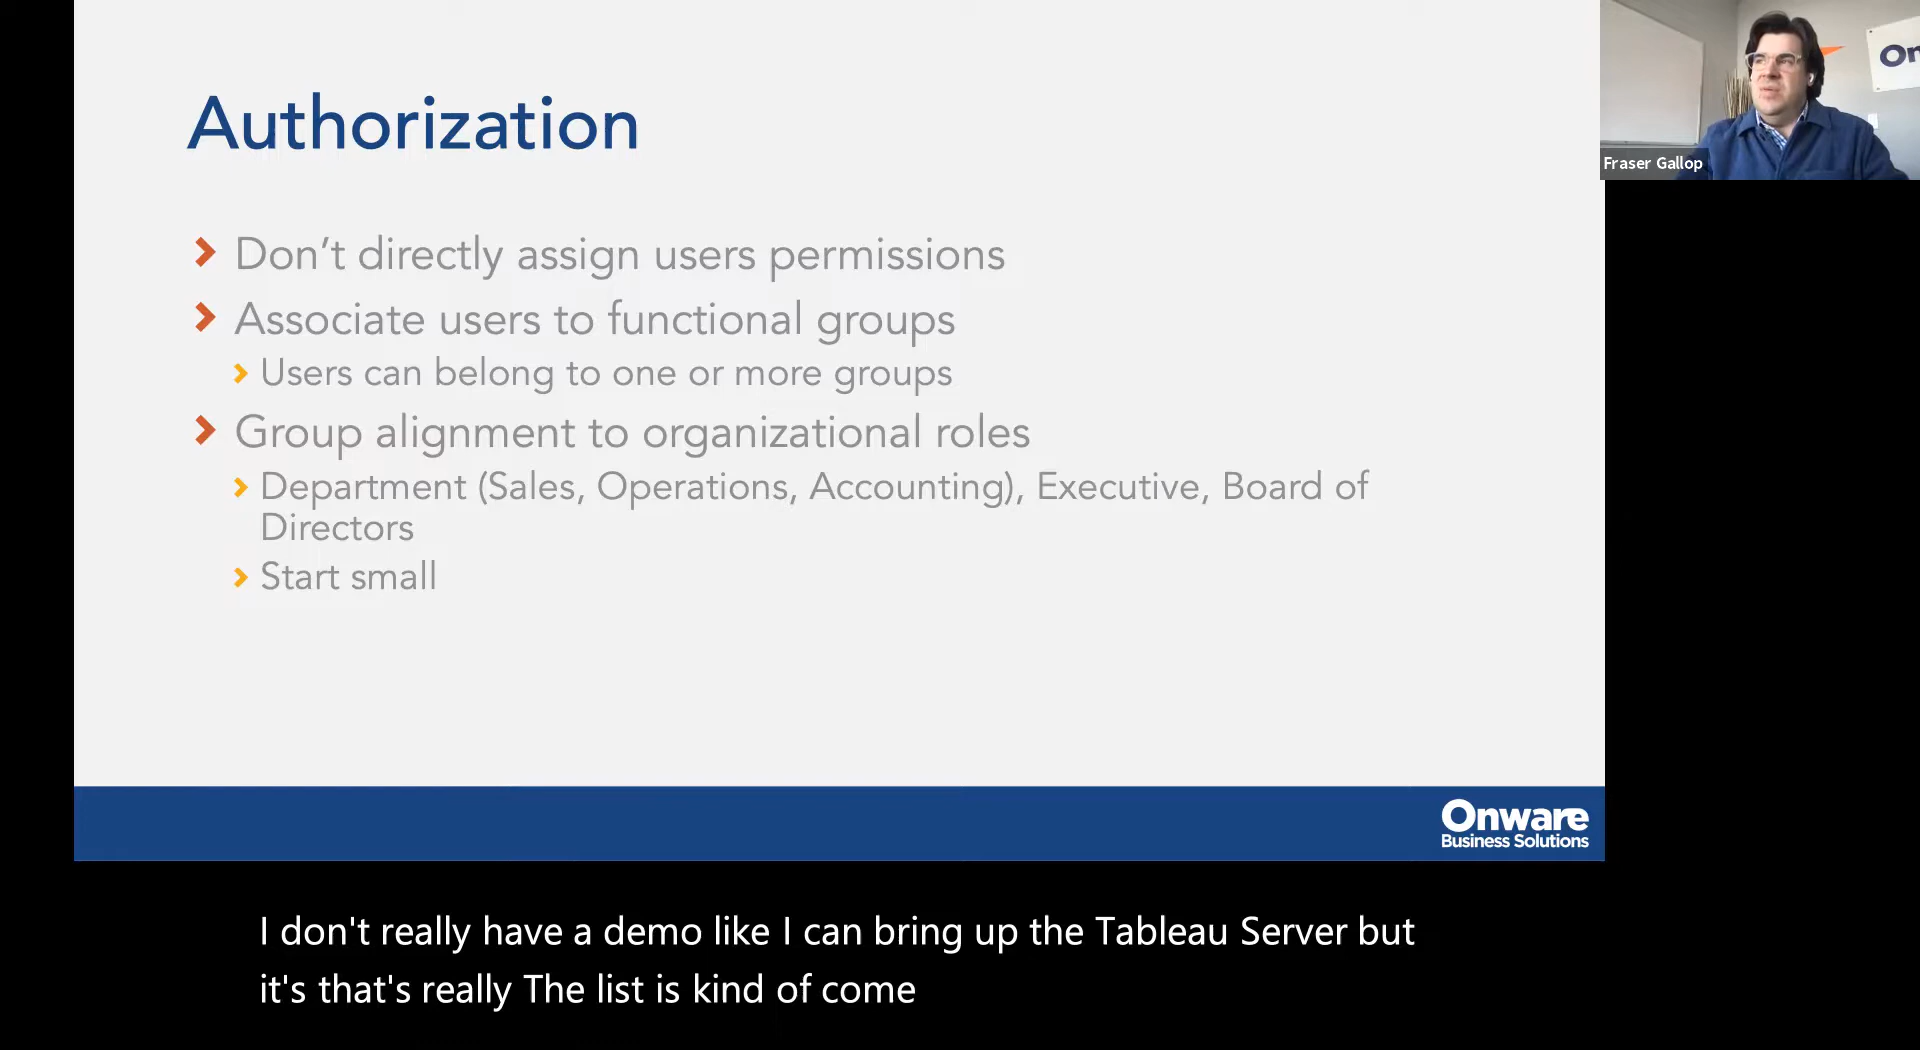 Authorization
Don’t directly assign users permissions
Associate users to functional groups
Users can belong to one or more groups
Group alignment to organizational roles
Department (Sales, Operations, Accounting), Executive, Board of
Directors
Start small
Onware
Business Solutions
On
Fraser Gallop
I don't really have a demo like I can bring up the Tableau Server but
it's that's really The list is kind of come